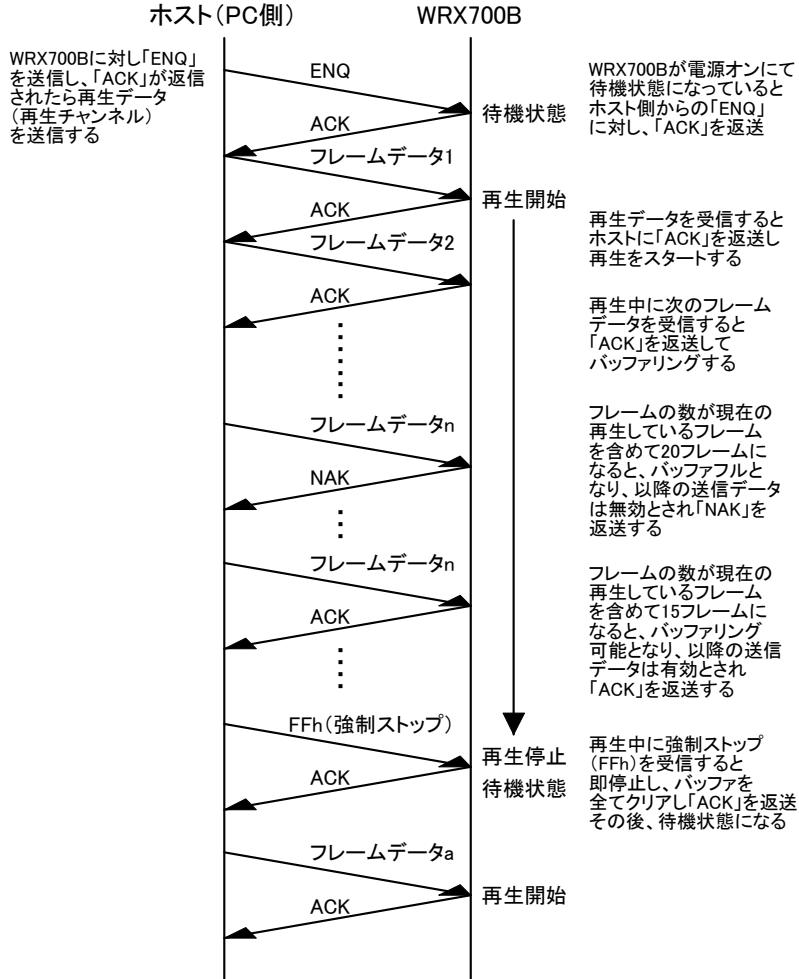 ホスト（PC側）
WRX700B
WRX700Bに対し「ENQ」
を送信し、「ACK」が返信
されたら再生データ
（再生チャンネル）
を送信する
ENQ
待機状態
WRX700Bが電源オンにて
待機状態になっていると
ホスト側からの「ENQ」
に対し、「ACK」を返送
ACK
フレームデータ1
再生開始
ACK
再生データを受信すると
ホストに「ACK」を返送し
再生をスタートする
フレームデータ2
ACK
再生中に次のフレーム
データを受信すると
「ACK」を返送して
バッファリングする
フレームデータn
NAK
フレームの数が現在の
再生しているフレーム
を含めて20フレームに
なると、バッファフルと
なり、以降の送信データ
は無効とされ「NAK」を
返送する
フレームデータn
ACK
フレームの数が現在の
再生しているフレーム
を含めて15フレームに
なると、バッファリング
可能となり、以降の送信
データは有効とされ
「ACK」を返送する
FFh（強制ストップ）
再生停止
ACK
待機状態
再生中に強制ストップ
（FFh）を受信すると
即停止し、バッファを
全てクリアし「ACK」を返送
その後、待機状態になる
フレームデータa
再生開始
ACK